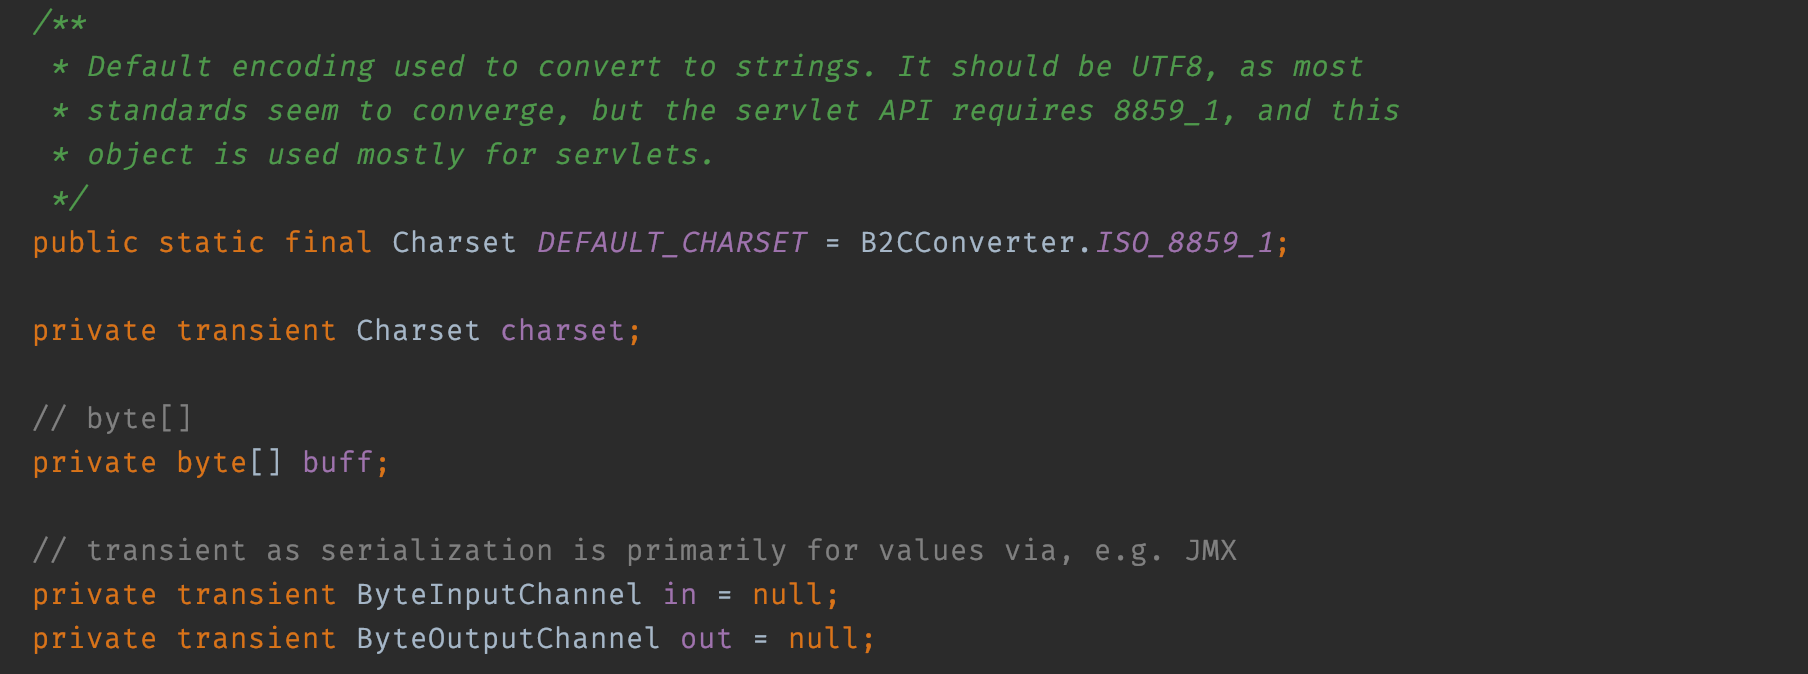 /**
 * Default encoding used to convert to strings. It should be UTF8, as most
 * standards seem to converge, but the servlet API requires 8859_1, and this
 * object is used mostly for servlets.
 */
public static final Charset DEFAULT_CHARSET = B2CConverter.ISO_8859_1;
private transient Charset charset;
// byte[]
private byte[] buff;
// transient as serialization is primarily for values via, e.g. JMX
private transient ByteInputChannel in = null;
private transient ByteOutputChannel out = null;